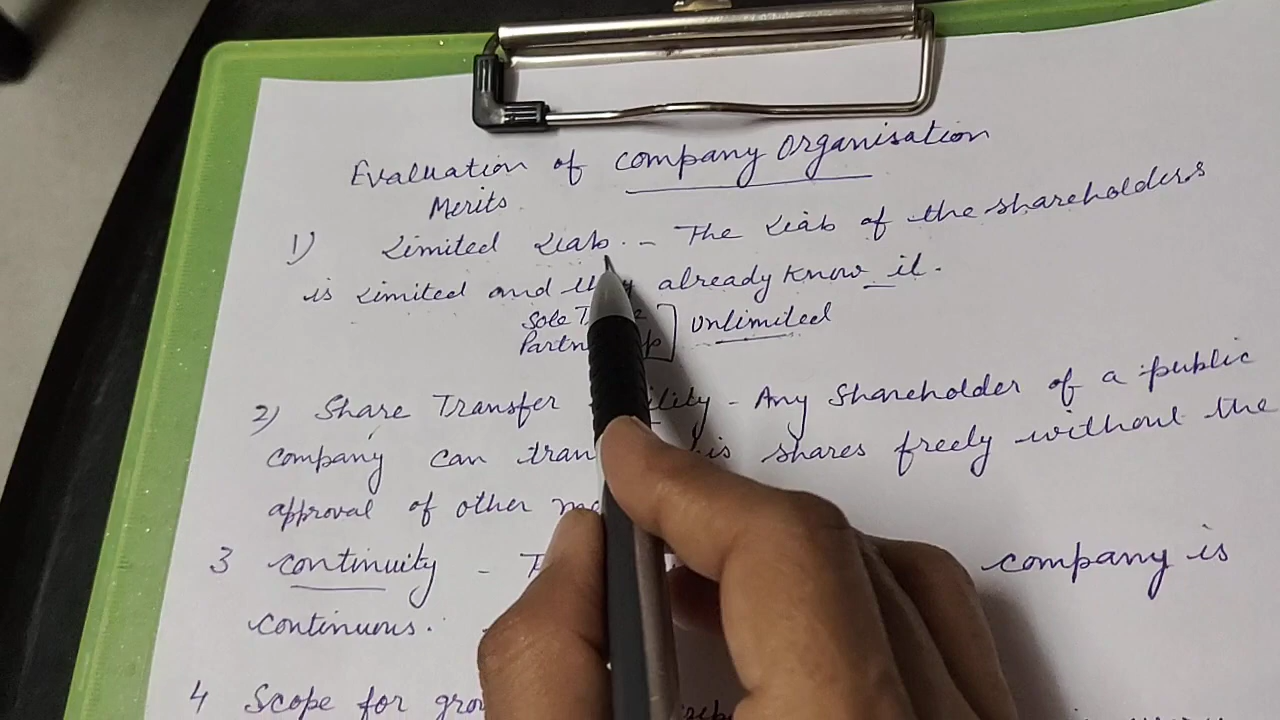 Evaluation of Company Organisation
Merits.
1) Limited Liab. - The Liab of the shareholders
is Limited and already know it.
Sole
] Unlimited
2) Share Transfer - Any Shareholder of a public
company can shares freely without the
approval of other
3 continuity - company is
continuous.
4 Scope for